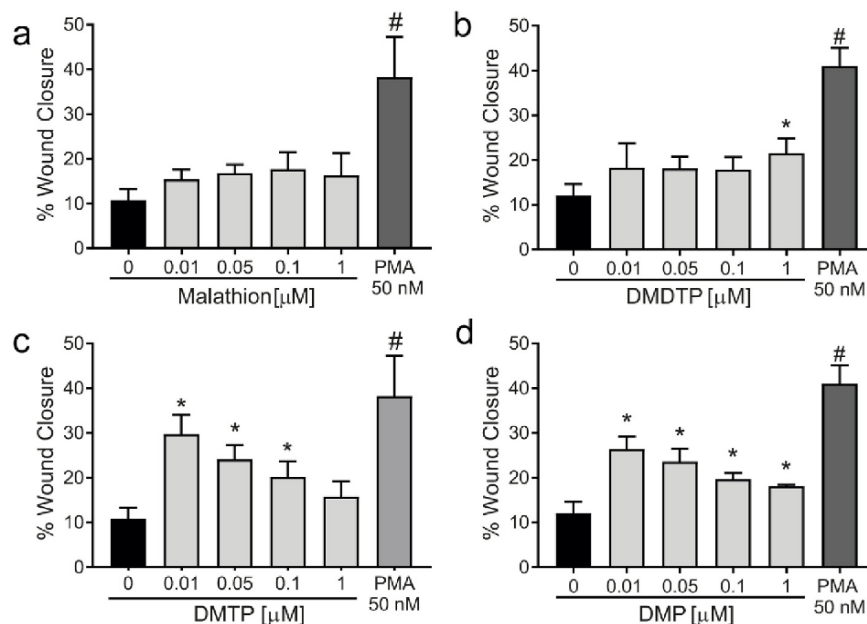 a
% Wound Closure
50
40
30
20
10
0
#
0 0.01 0.05 0.1 1 PMA
Malathion[µM] 50 nM
b
% Wound Closure
50
40
30
20
10
0
*
#
0 0.01 0.05 0.1 1 PMA
DMDTP [µM] 50 nM
c
% Wound Closure
50
40
30
20
10
0
* * * #
0 0.01 0.05 0.1 1 PMA
DMTP [µM] 50 nM
d
% Wound Closure
50
40
30
20
10
0
* * * * #
0 0.01 0.05 0.1 1 PMA
DMP [µM] 50 nM